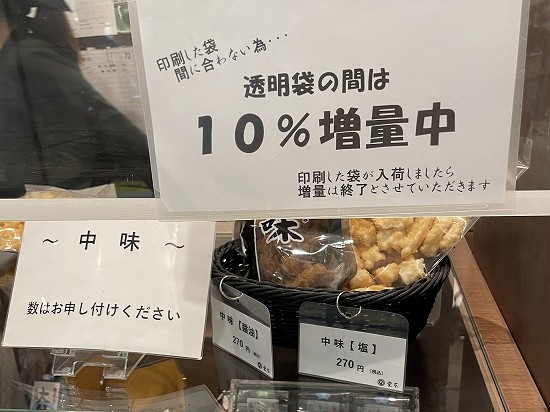 印刷した袋
間に合わない為・・・
透明袋の間は
10%増量中
印刷した袋が入荷しましたら
増量は終了とさせていただきます
～ 中 味 ～
数はお申し付けください
味
中味【醤油】
270円(税込)
中味【塩】
270円(税込)